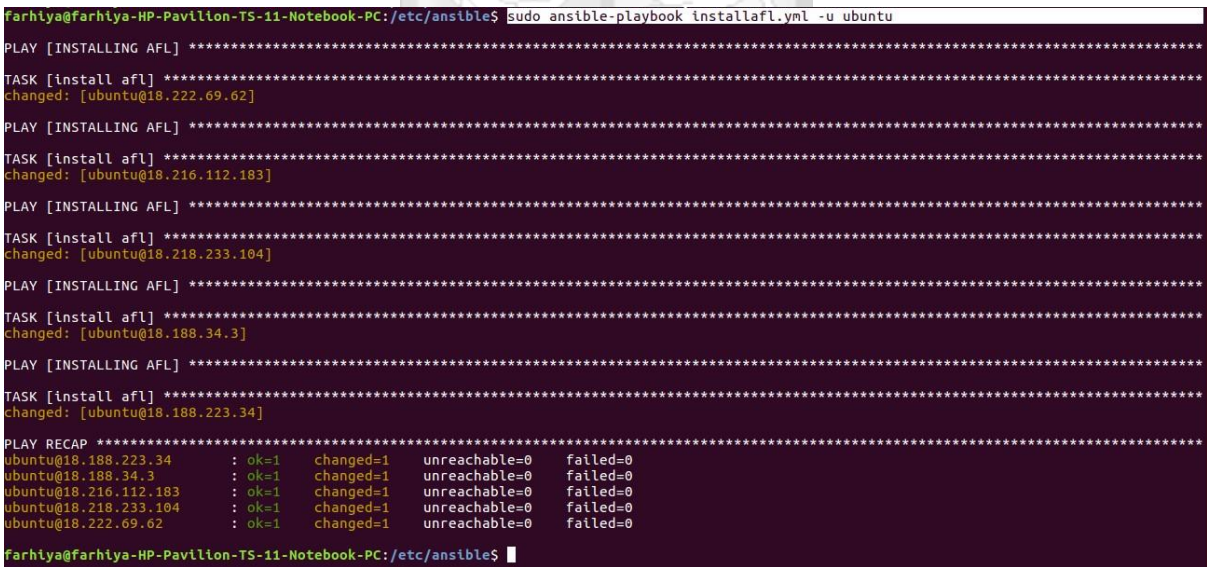 farhiya@farhiya-HP-Pavilion-TS-11-Notebook-PC:/etc/ansible$ sudo ansible-playbook installafl.yml -u ubuntu
PLAY [INSTALLING AFL] ****************************************************************************************************************************
TASK [install afl] *******************************************************************************************************************************
changed: [ubuntu@18.222.69.62]
PLAY [INSTALLING AFL] ****************************************************************************************************************************
TASK [install afl] *******************************************************************************************************************************
changed: [ubuntu@18.216.112.183]
PLAY [INSTALLING AFL] ****************************************************************************************************************************
TASK [install afl] *******************************************************************************************************************************
changed: [ubuntu@18.218.233.104]
PLAY [INSTALLING AFL] ****************************************************************************************************************************
TASK [install afl] *******************************************************************************************************************************
changed: [ubuntu@18.188.34.3]
PLAY [INSTALLING AFL] ****************************************************************************************************************************
TASK [install afl] *******************************************************************************************************************************
changed: [ubuntu@18.188.223.34]
PLAY RECAP ***************************************************************************************************************************************
ubuntu@18.188.223.34 : ok=1 changed=1 unreachable=0 failed=0
ubuntu@18.188.34.3 : ok=1 changed=1 unreachable=0 failed=0
ubuntu@18.216.112.183 : ok=1 changed=1 unreachable=0 failed=0
ubuntu@18.218.233.104 : ok=1 changed=1 unreachable=0 failed=0
ubuntu@18.222.69.62 : ok=1 changed=1 unreachable=0 failed=0
farhiya@farhiya-HP-Pavilion-TS-11-Notebook-PC:/etc/ansible$